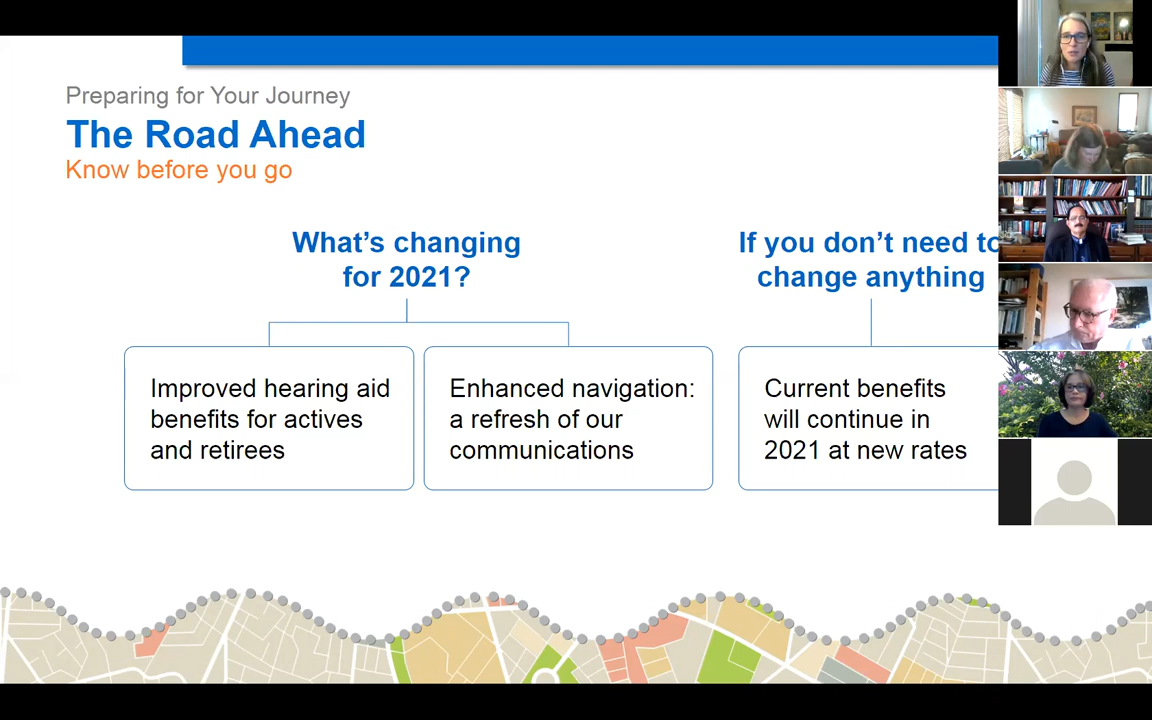 Preparing for Your Journey
The Road Ahead
Know before you go
What’s changing
for 2021?
Improved hearing aid
benefits for actives
and retirees
Enhanced navigation:
a refresh of our
communications
If you don’t need to
change anything
Current benefits
will continue in
2021 at new rates